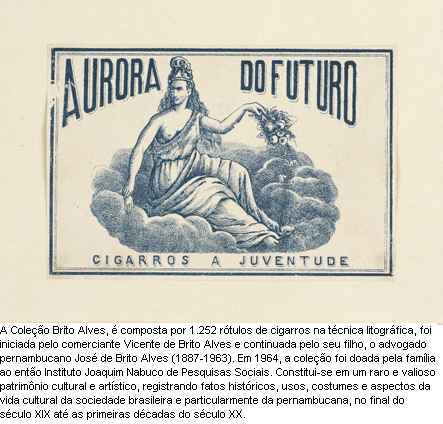 AURORA DO FUTURO
CIGARROS A JUVENTUDE
A Coleção Brito Alves, é composta por 1.252 rótulos de cigarros na técnica litográfica, foi
iniciada pelo comerciante Vicente de Brito Alves e continuada pelo seu filho, o advogado
pernambucano José de Brito Alves (1887-1963). Em 1964, a coleção foi doada pela família
ao então Instituto Joaquim Nabuco de Pesquisas Sociais. Constitui-se em um raro e valioso
patrimônio cultural e artístico, registrando fatos históricos, usos, costumes e aspectos da
vida cultural da sociedade brasileira e particularmente da pernambucana, no final do
século XIX até as primeiras décadas do século XX.